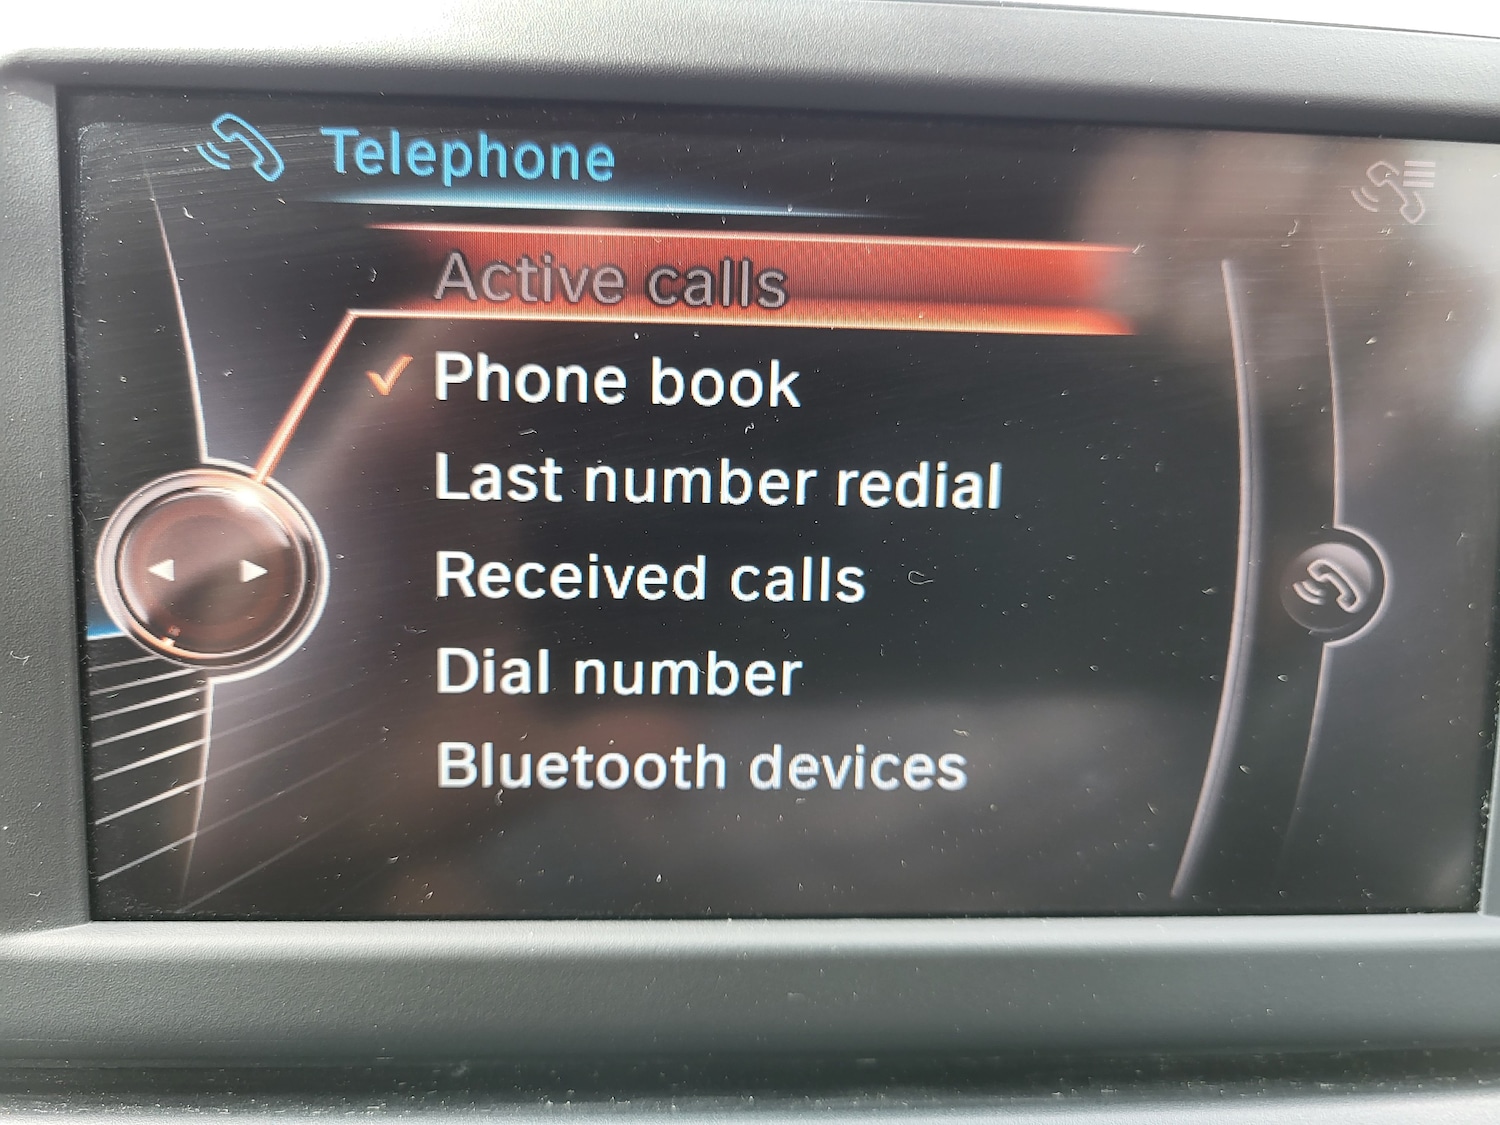 Telephone
Active calls
Phone book
Last number redial
Received calls
Dial number
Bluetooth devices